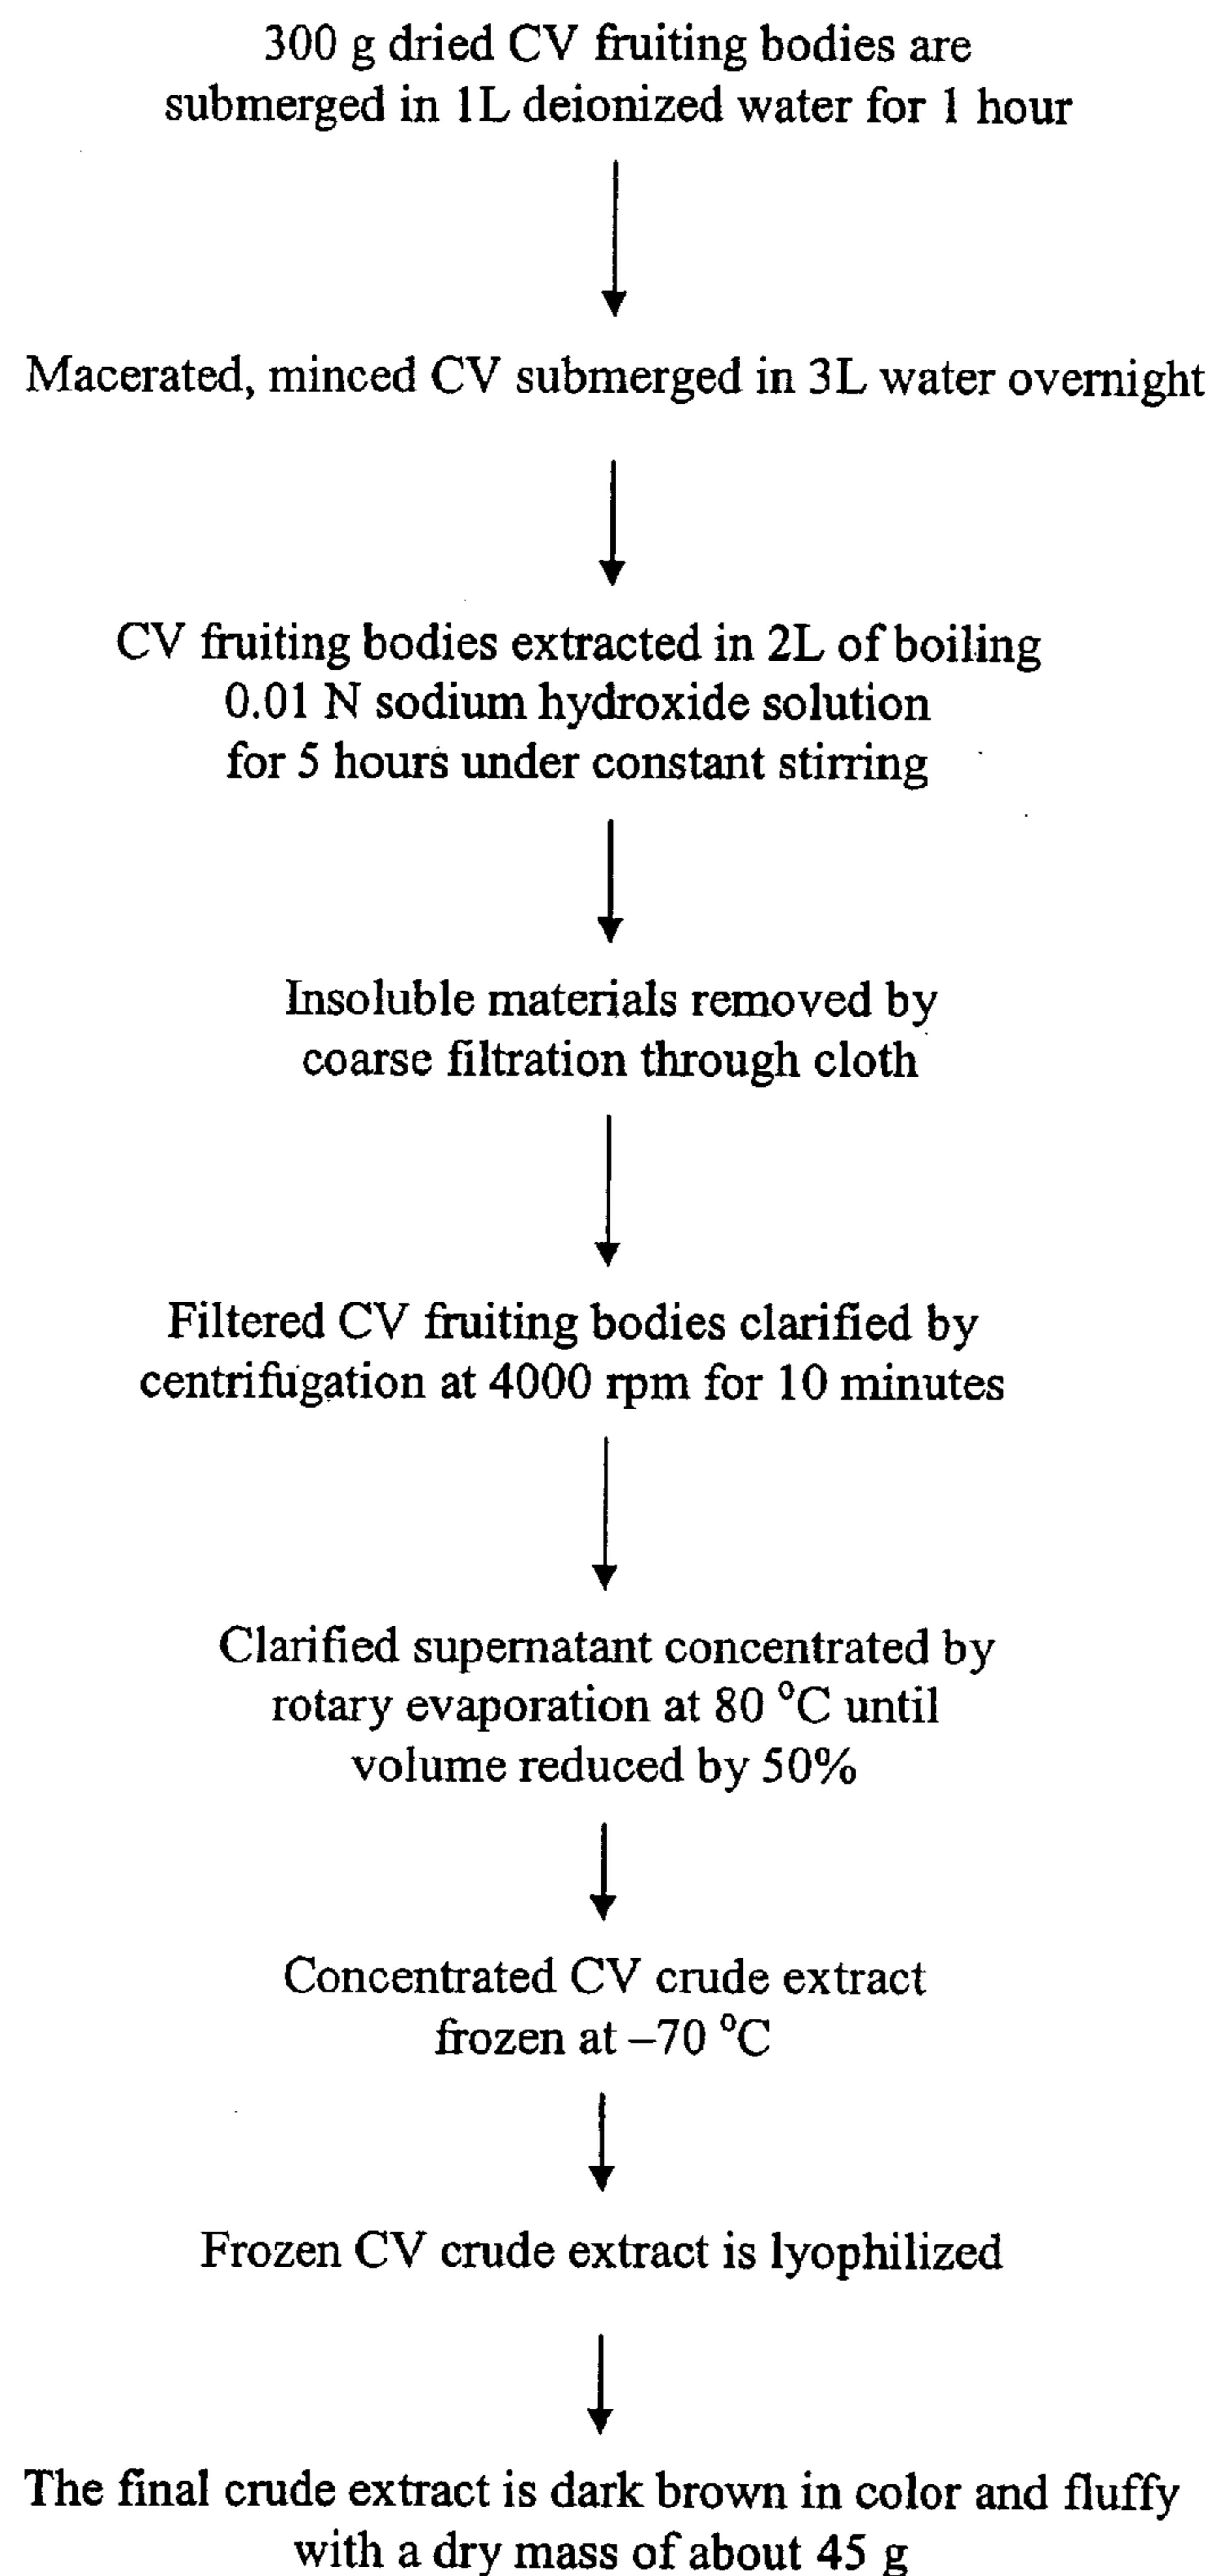 300 g dried CV fruiting bodies are
submerged in 1L deionized water for 1 hour
Macerated, minced CV submerged in 3L water overnight
CV fruiting bodies extracted in 2L of boiling
0.01 N sodium hydroxide solution
for 5 hours under constant stirring
Insoluble materials removed by
coarse filtration through cloth
Filtered CV fruiting bodies clarified by
centrifugation at 4000 rpm for 10 minutes
Clarified supernatant concentrated by
rotary evaporation at 80 °C until
volume reduced by 50%
Concentrated CV crude extract
frozen at –70 °C
Frozen CV crude extract is lyophilized
The final crude extract is dark brown in color and fluffy
with a dry mass of about 45 g